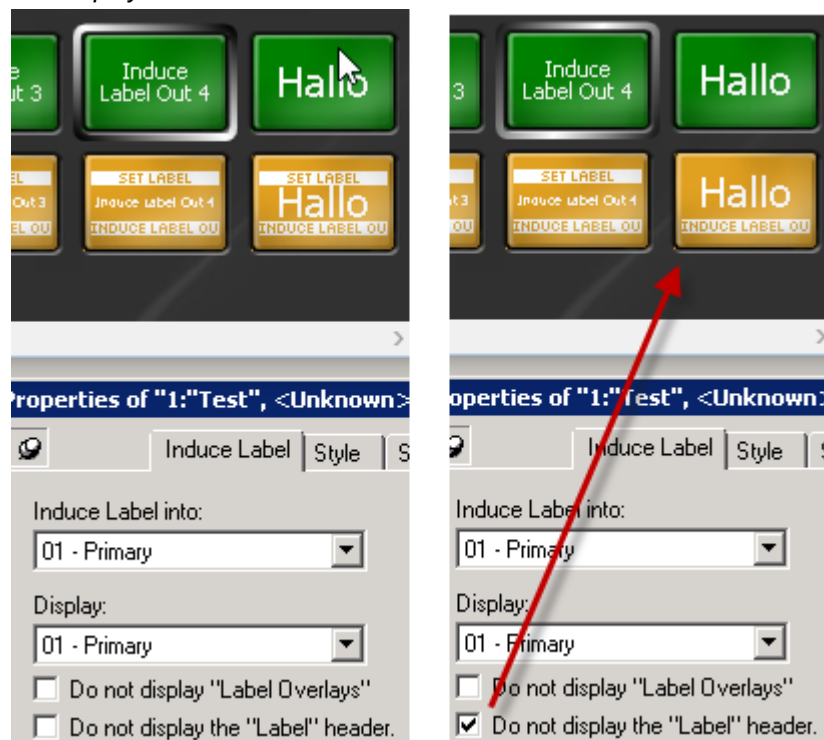 Induce
Label Out 4
Hallo
SET LABEL
Induce Label Out 4
INDUCE LABEL OU
SET LABEL
Hallo
INDUCE LABEL OU
Properties of "1:"Test", <Unknown>
Induce Label
Style
S
Induce Label into:
01 - Primary
Display:
01 - Primary
Do not display "Label Overlays"
Do not display the "Label" header.
3
Induce
Label Out 4
Hallo
SET LABEL
Induce Label Out 4
INDUCE LABEL OU
Hallo
INDUCE LABEL OU
operties of "1:"Test", <Unknown:
Induce Label
Style
Induce Label into:
01 - Primary
Display:
01 - Primary
Do not display "Label Overlays"
Do not display the "Label" header.